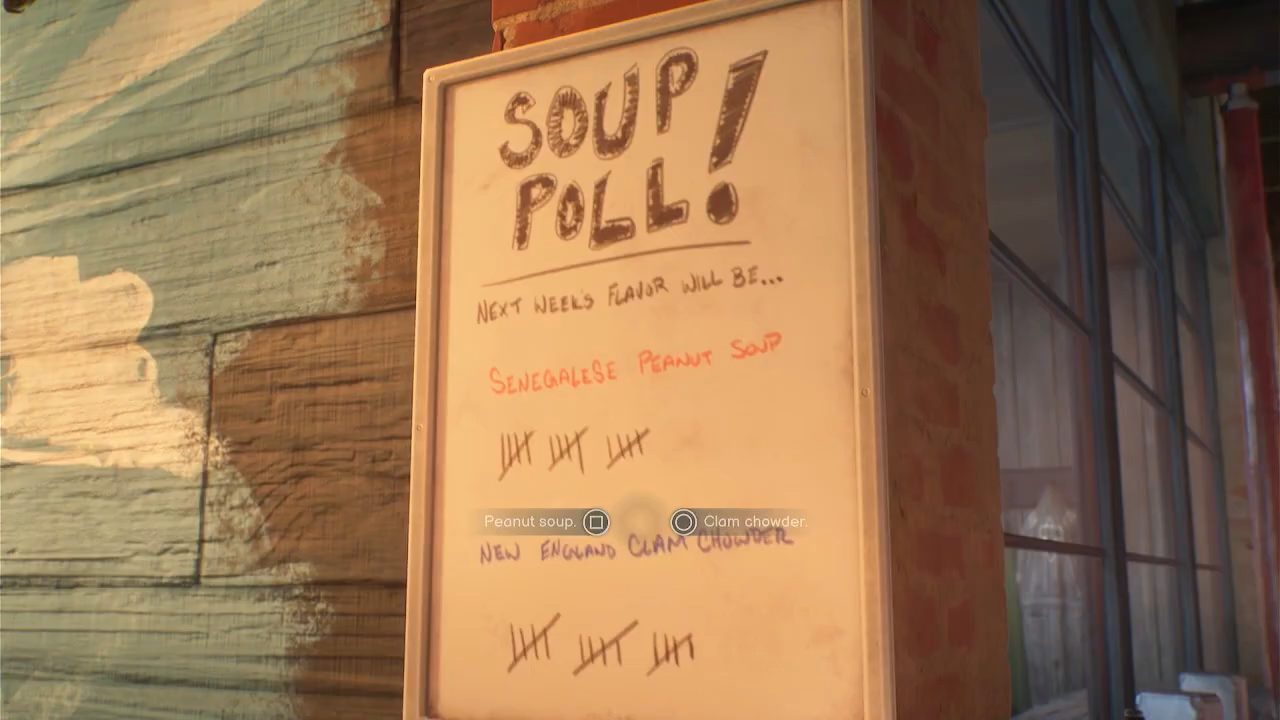 SOUP
POLL!
NEXT WEEK'S FLAVOR WILL BE...
SENEGALESE PEANUT SOUP
Peanut soup.
Clam chowder.
NEW ENGLAND CLAM CHOWDER